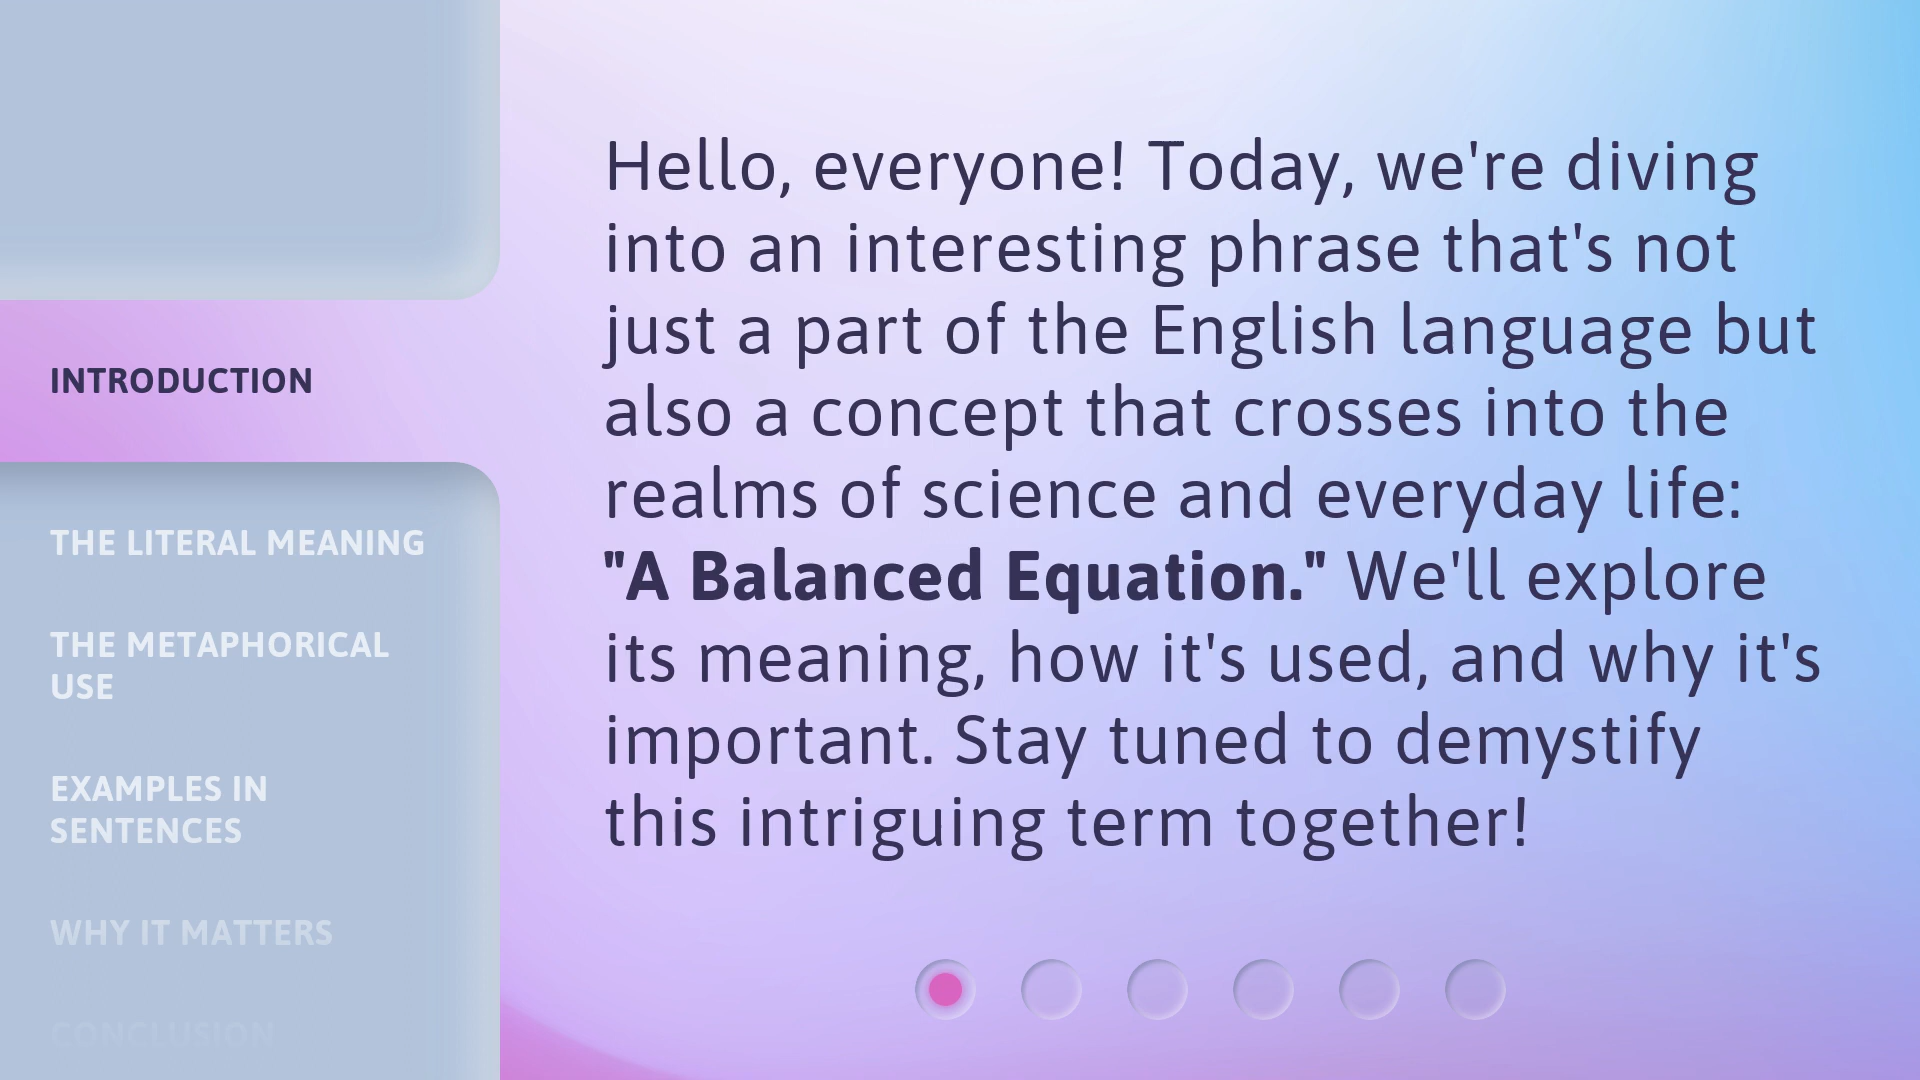 INTRODUCTION
THE LITERAL MEANING
THE METAPHORICAL
USE
EXAMPLES IN
SENTENCES
WHY IT MATTERS
CONCLUSION
Hello, everyone! Today, we're diving
into an interesting phrase that's not
just a part of the English language but
also a concept that crosses into the
realms of science and everyday life:
"A Balanced Equation." We'll explore
its meaning, how it's used, and why it's
important. Stay tuned to demystify
this intriguing term together!